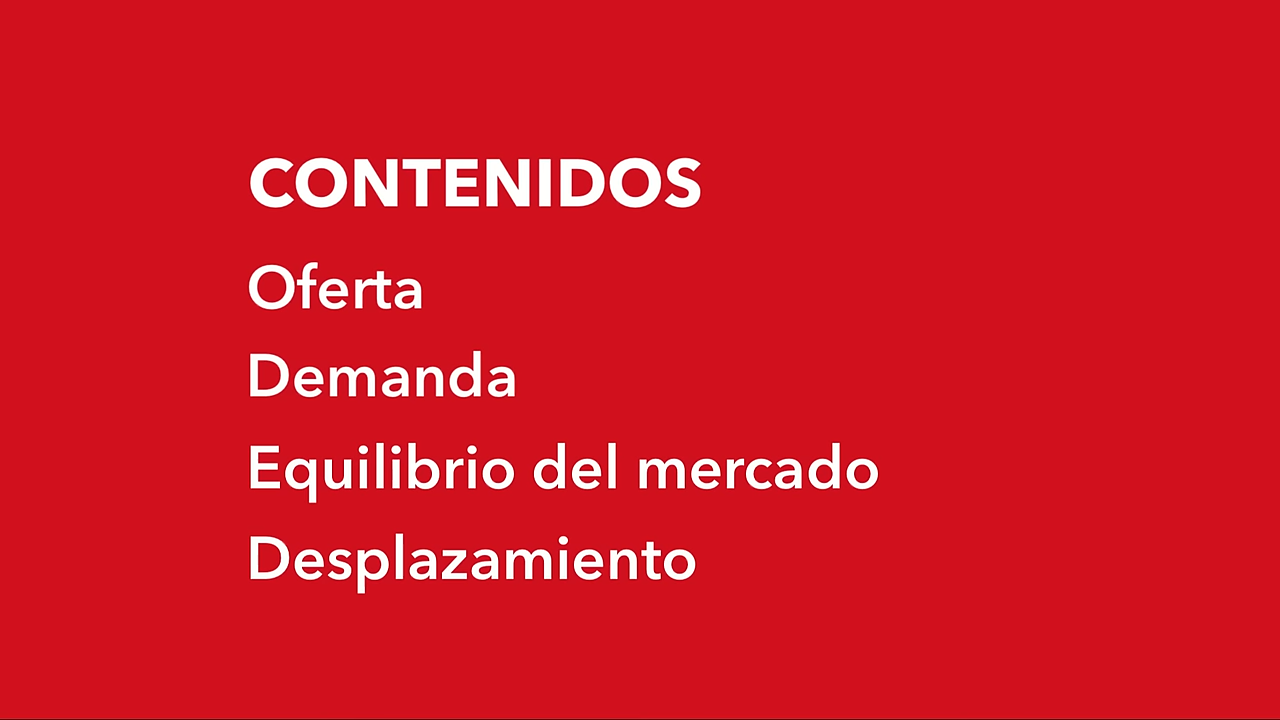 CONTENIDOS
Oferta
Demanda
Equilibrio del mercado
Desplazamiento